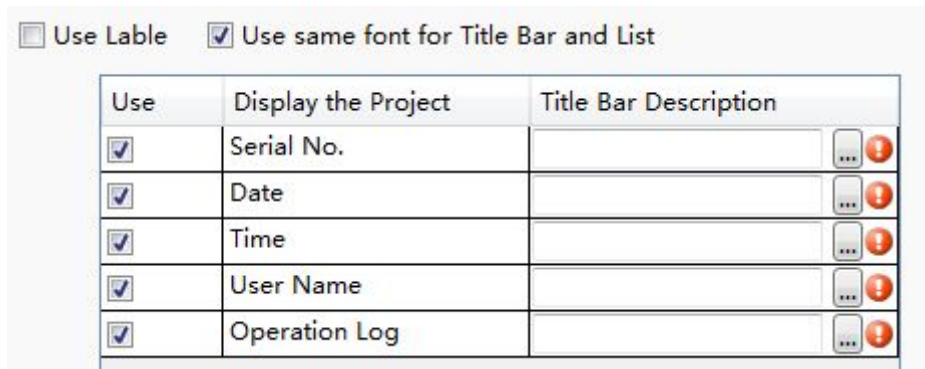 Use Lable Use same font for Title Bar and List
Use Display the Project Title Bar Description
Serial No. ...
Date ...
Time ...
User Name ...
Operation Log ...